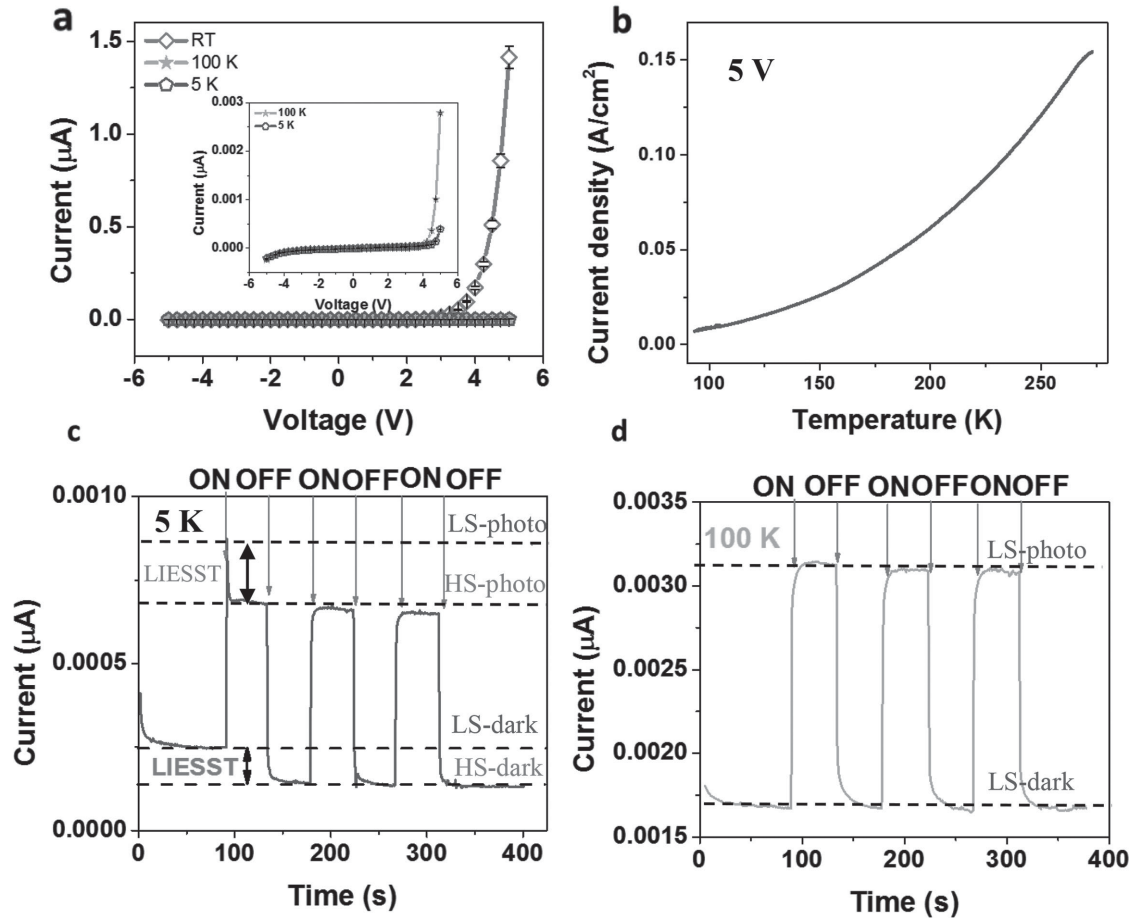 a
RT
100 K
5 K
1.5
1.0
0.5
0.0
Current (μA)
-6
-4
-2
0
2
4
6
Voltage (V)
100 K
5 K
0.003
0.002
0.001
0.000
Current (μA)
-6
-4
-2
0
2
4
6
Voltage (V)
b
5 V
0.15
0.10
0.05
0.00
Current density (A/cm²)
100
150
200
250
Temperature (K)
c
ON OFF ON OFF ON OFF
5 K
LS-photo
LIESST
HS-photo
LS-dark
LIESST
HS-dark
0.0010
0.0005
0.0000
Current (μA)
0
100
200
300
400
Time (s)
d
ON OFF ON OFF ON OFF
100 K
LS-photo
LS-dark
0.0035
0.0030
0.0025
0.0020
0.0015
Current (μA)
0
100
200
300
400
Time (s)